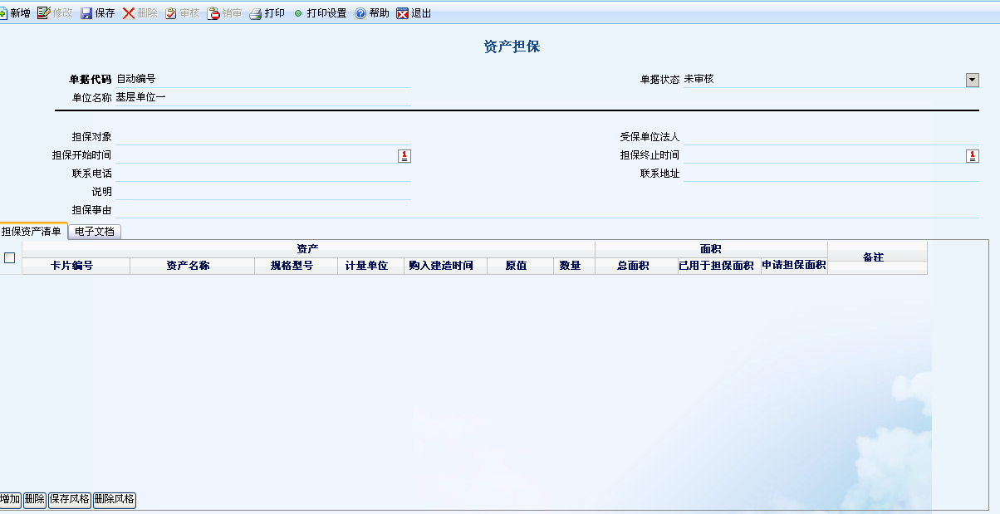 新增 修改 保存 删除 审核 销审 打印 打印设置 帮助 退出
资产担保
单据代码 自动编号 单据状态 未审核
单位名称 基层单位一
担保对象 受保单位法人
担保开始时间 1 担保终止时间 1
联系电话 联系地址
说明
担保事由
担保资产清单 电子文档
资产 面积 备注
卡片编号 资产名称 规格型号 计量单位 购入建造时间 原值 数量 总面积 已用于担保面积 申请担保面积
增加 删除 保存风格 删除风格